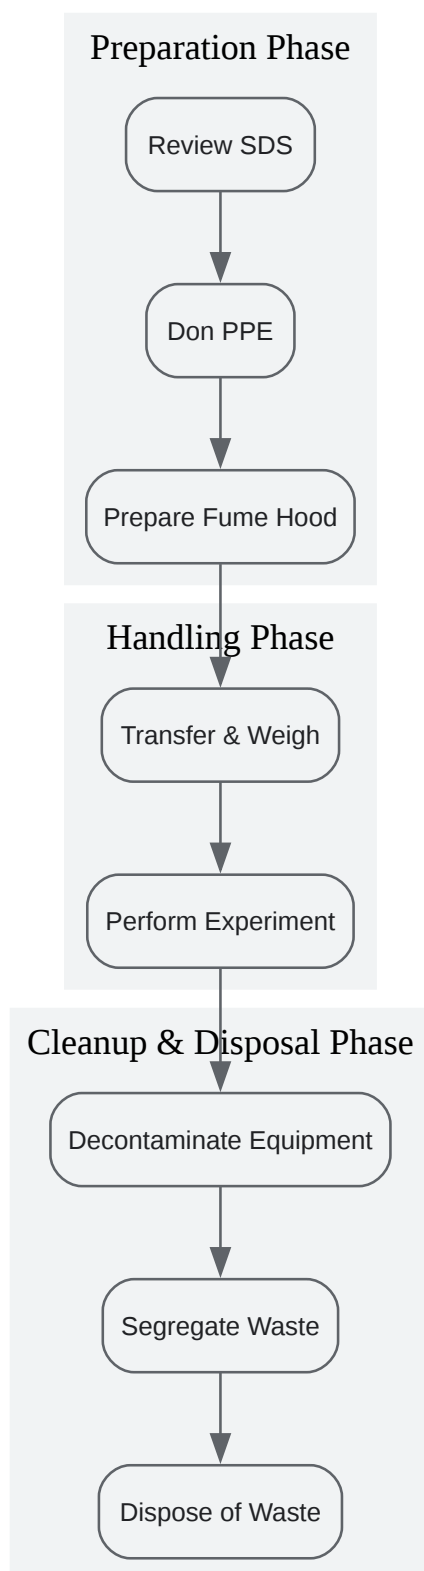 Preparation Phase
Review SDS
Don PPE
Prepare Fume Hood
Handling Phase
Transfer & Weigh
Perform Experiment
Cleanup & Disposal Phase
Decontaminate Equipment
Segregate Waste
Dispose of Waste